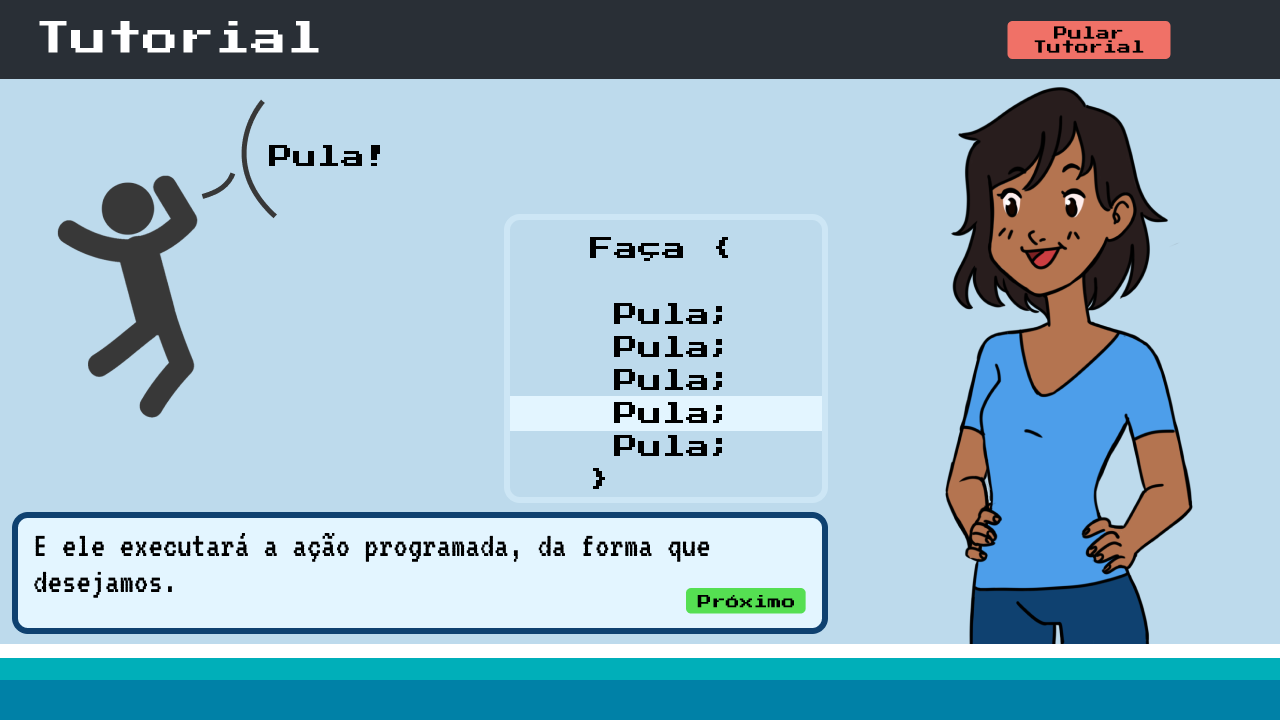 Tutorial
Pular
Tutorial
Pula!
Faça {
Pula;
Pula;
Pula;
Pula;
Pula;
}
E ele executará a ação programada, da forma que
desejamos.
Próximo